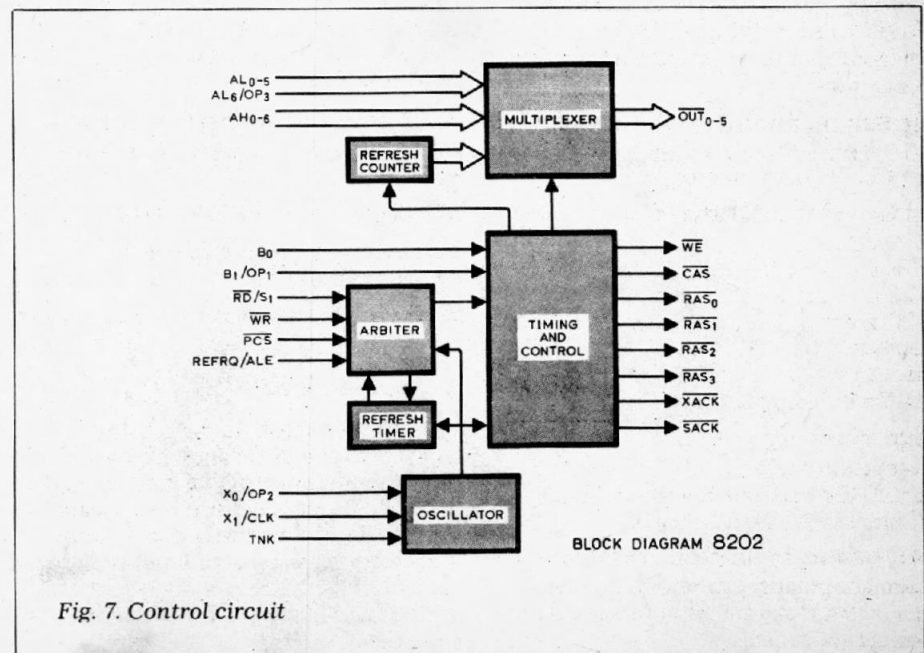 AL0-5
AL6/OP3
AH0-6
MULTIPLEXER
OUT0-5
REFRESH
COUNTER
B0
B1/OP1
RD/S1
WR
PCS
REFRQ/ALE
ARBITER
REFRESH
TIMER
TIMING
AND
CONTROL
WE
CAS
RAS0
RAS1
RAS2
RAS3
XACK
SACK
X0/OP2
X1/CLK
TNK
OSCILLATOR
BLOCK DIAGRAM 8202
Fig. 7. Control circuit